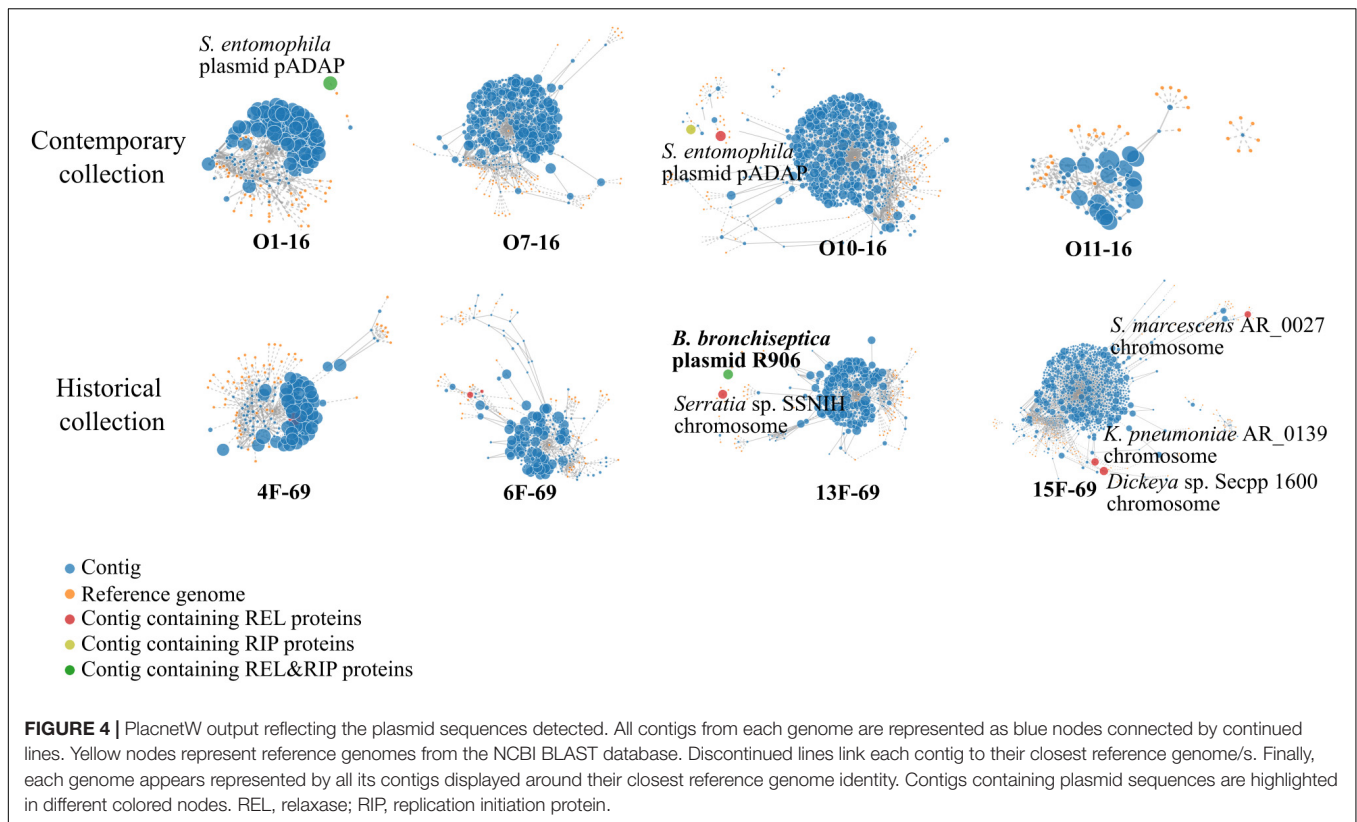 S. entomophila
plasmid pADAP
Contemporary
collection
S. entomophila
plasmid pADAP
O1-16
O7-16
O10-16
O11-16
Historical
collection
B. bronchiseptica
plasmid R906
Serratia sp. SSNIH
chromosome
S. marcescens AR_0027
chromosome
K. pneumoniae AR_0139
chromosome
Dickeya sp. Secpp 1600
chromosome
4F-69
6F-69
13F-69
15F-69
Contig
Reference genome
Contig containing REL proteins
Contig containing RIP proteins
Contig containing REL&RIP proteins
FIGURE 4 | PlacnetW output reflecting the plasmid sequences detected. All contigs from each genome are represented as blue nodes connected by continued
lines. Yellow nodes represent reference genomes from the NCBI BLAST database. Discontinued lines link each contig to their closest reference genome/s. Finally,
each genome appears represented by all its contigs displayed around their closest reference genome identity. Contigs containing plasmid sequences are highlighted
in different colored nodes. REL, relaxase; RIP, replication initiation protein.